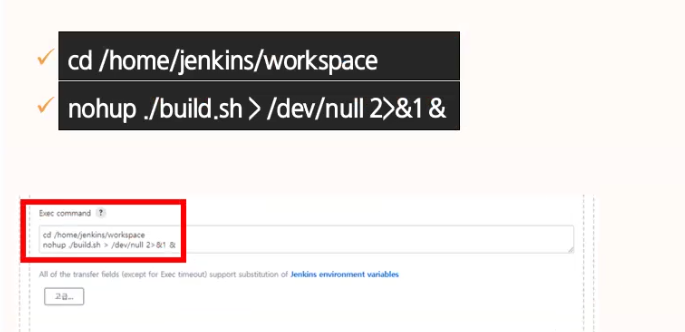 cd /home/jenkins/workspace
nohup ./build.sh > /dev/null 2>&1 &
Exec command ?
cd /home/jenkins/workspace
nohup ./build.sh > /dev/null 2>&1 &
All of the transfer fields (except for Exec timeout) support substitution of Jenkins environment variables
고급...